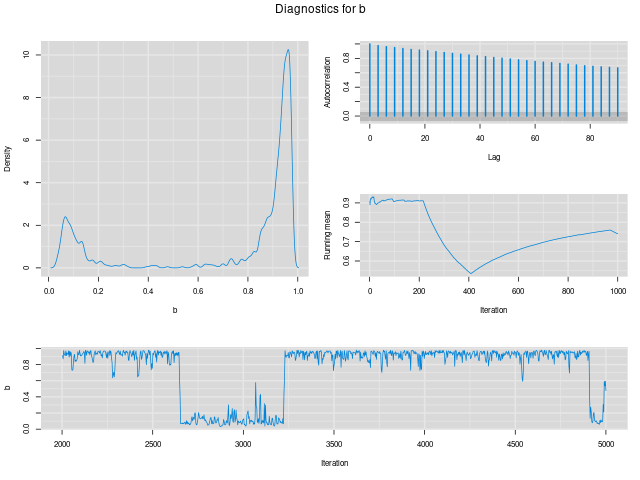 Diagnostics for b
Density
0 2 4 6 8 10
0.0 0.2 0.4 0.6 0.8 1.0
b
Autocorrelation
0.0 0.4 0.8
0 20 40 60 80
Lag
Running mean
0.6 0.7 0.8 0.9
0 200 400 600 800 1000
Iteration
b
0.0 0.4 0.8
2000 2500 3000 3500 4000 4500 5000
Iteration